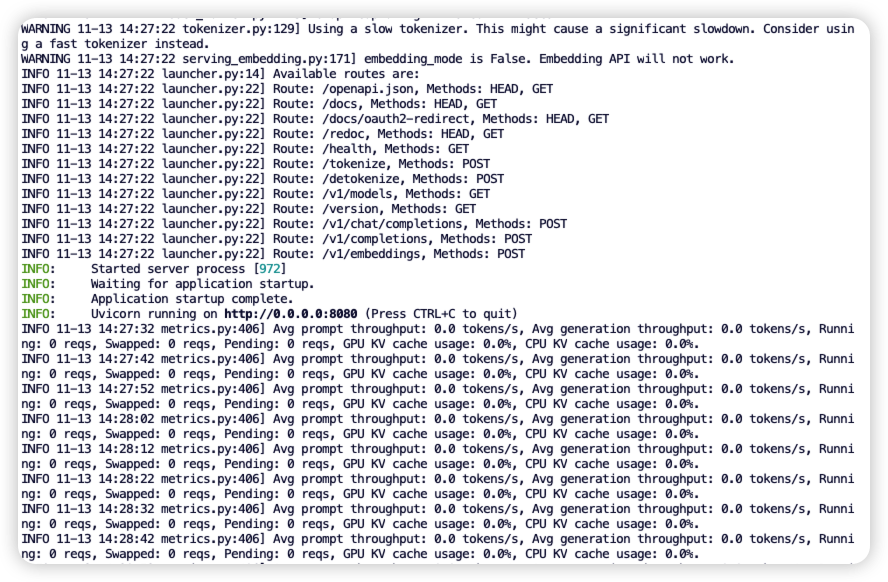 WARNING 11-13 14:27:22 tokenizer.py:129] Using a slow tokenizer. This might cause a significant slowdown. Consider usin
g a fast tokenizer instead.
WARNING 11-13 14:27:22 serving_embedding.py:171] embedding_mode is False. Embedding API will not work.
INFO 11-13 14:27:22 launcher.py:14] Available routes are:
INFO 11-13 14:27:22 launcher.py:22] Route: /openapi.json, Methods: HEAD, GET
INFO 11-13 14:27:22 launcher.py:22] Route: /docs, Methods: HEAD, GET
INFO 11-13 14:27:22 launcher.py:22] Route: /docs/oauth2-redirect, Methods: HEAD, GET
INFO 11-13 14:27:22 launcher.py:22] Route: /redoc, Methods: HEAD, GET
INFO 11-13 14:27:22 launcher.py:22] Route: /health, Methods: GET
INFO 11-13 14:27:22 launcher.py:22] Route: /tokenize, Methods: POST
INFO 11-13 14:27:22 launcher.py:22] Route: /detokenize, Methods: POST
INFO 11-13 14:27:22 launcher.py:22] Route: /v1/models, Methods: GET
INFO 11-13 14:27:22 launcher.py:22] Route: /version, Methods: GET
INFO 11-13 14:27:22 launcher.py:22] Route: /v1/chat/completions, Methods: POST
INFO 11-13 14:27:22 launcher.py:22] Route: /v1/completions, Methods: POST
INFO 11-13 14:27:22 launcher.py:22] Route: /v1/embeddings, Methods: POST
INFO:     Started server process [972]
INFO:     Waiting for application startup.
INFO:     Application startup complete.
INFO:     Uvicorn running on http://0.0.0.0:8080 (Press CTRL+C to quit)
INFO 11-13 14:27:32 metrics.py:406] Avg prompt throughput: 0.0 tokens/s, Avg generation throughput: 0.0 tokens/s, Runni
ng: 0 reqs, Swapped: 0 reqs, Pending: 0 reqs, GPU KV cache usage: 0.0%, CPU KV cache usage: 0.0%.
INFO 11-13 14:27:42 metrics.py:406] Avg prompt throughput: 0.0 tokens/s, Avg generation throughput: 0.0 tokens/s, Runni
ng: 0 reqs, Swapped: 0 reqs, Pending: 0 reqs, GPU KV cache usage: 0.0%, CPU KV cache usage: 0.0%.
INFO 11-13 14:27:52 metrics.py:406] Avg prompt throughput: 0.0 tokens/s, Avg generation throughput: 0.0 tokens/s, Runni
ng: 0 reqs, Swapped: 0 reqs, Pending: 0 reqs, GPU KV cache usage: 0.0%, CPU KV cache usage: 0.0%.
INFO 11-13 14:28:02 metrics.py:406] Avg prompt throughput: 0.0 tokens/s, Avg generation throughput: 0.0 tokens/s, Runni
ng: 0 reqs, Swapped: 0 reqs, Pending: 0 reqs, GPU KV cache usage: 0.0%, CPU KV cache usage: 0.0%.
INFO 11-13 14:28:12 metrics.py:406] Avg prompt throughput: 0.0 tokens/s, Avg generation throughput: 0.0 tokens/s, Runni
ng: 0 reqs, Swapped: 0 reqs, Pending: 0 reqs, GPU KV cache usage: 0.0%, CPU KV cache usage: 0.0%.
INFO 11-13 14:28:22 metrics.py:406] Avg prompt throughput: 0.0 tokens/s, Avg generation throughput: 0.0 tokens/s, Runni
ng: 0 reqs, Swapped: 0 reqs, Pending: 0 reqs, GPU KV cache usage: 0.0%, CPU KV cache usage: 0.0%.
INFO 11-13 14:28:32 metrics.py:406] Avg prompt throughput: 0.0 tokens/s, Avg generation throughput: 0.0 tokens/s, Runni
ng: 0 reqs, Swapped: 0 reqs, Pending: 0 reqs, GPU KV cache usage: 0.0%, CPU KV cache usage: 0.0%.
INFO 11-13 14:28:42 metrics.py:406] Avg prompt throughput: 0.0 tokens/s, Avg generation throughput: 0.0 tokens/s, Runni
ng: 0 reqs, Swapped: 0 reqs, Pending: 0 reqs, GPU KV cache usage: 0.0%, CPU KV cache usage: 0.0%.